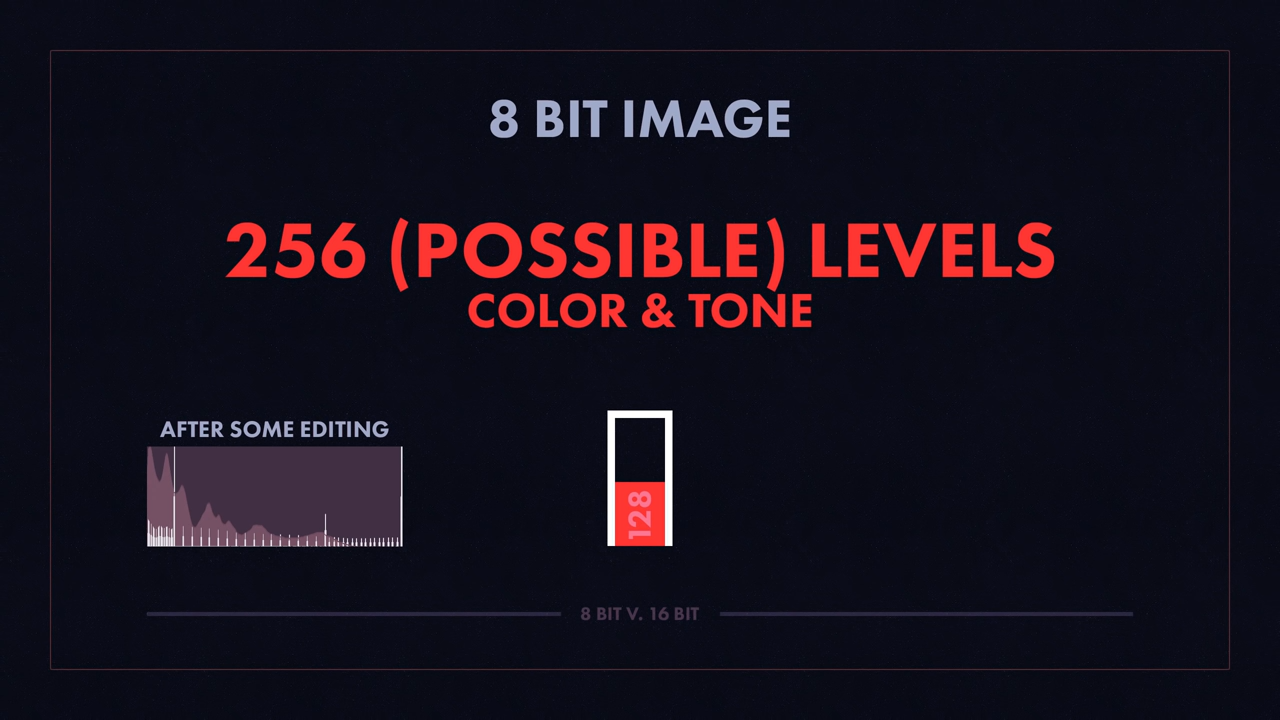 8 BIT IMAGE
256 (POSSIBLE) LEVELS
COLOR & TONE
AFTER SOME EDITING
128
8 BIT V. 16 BIT